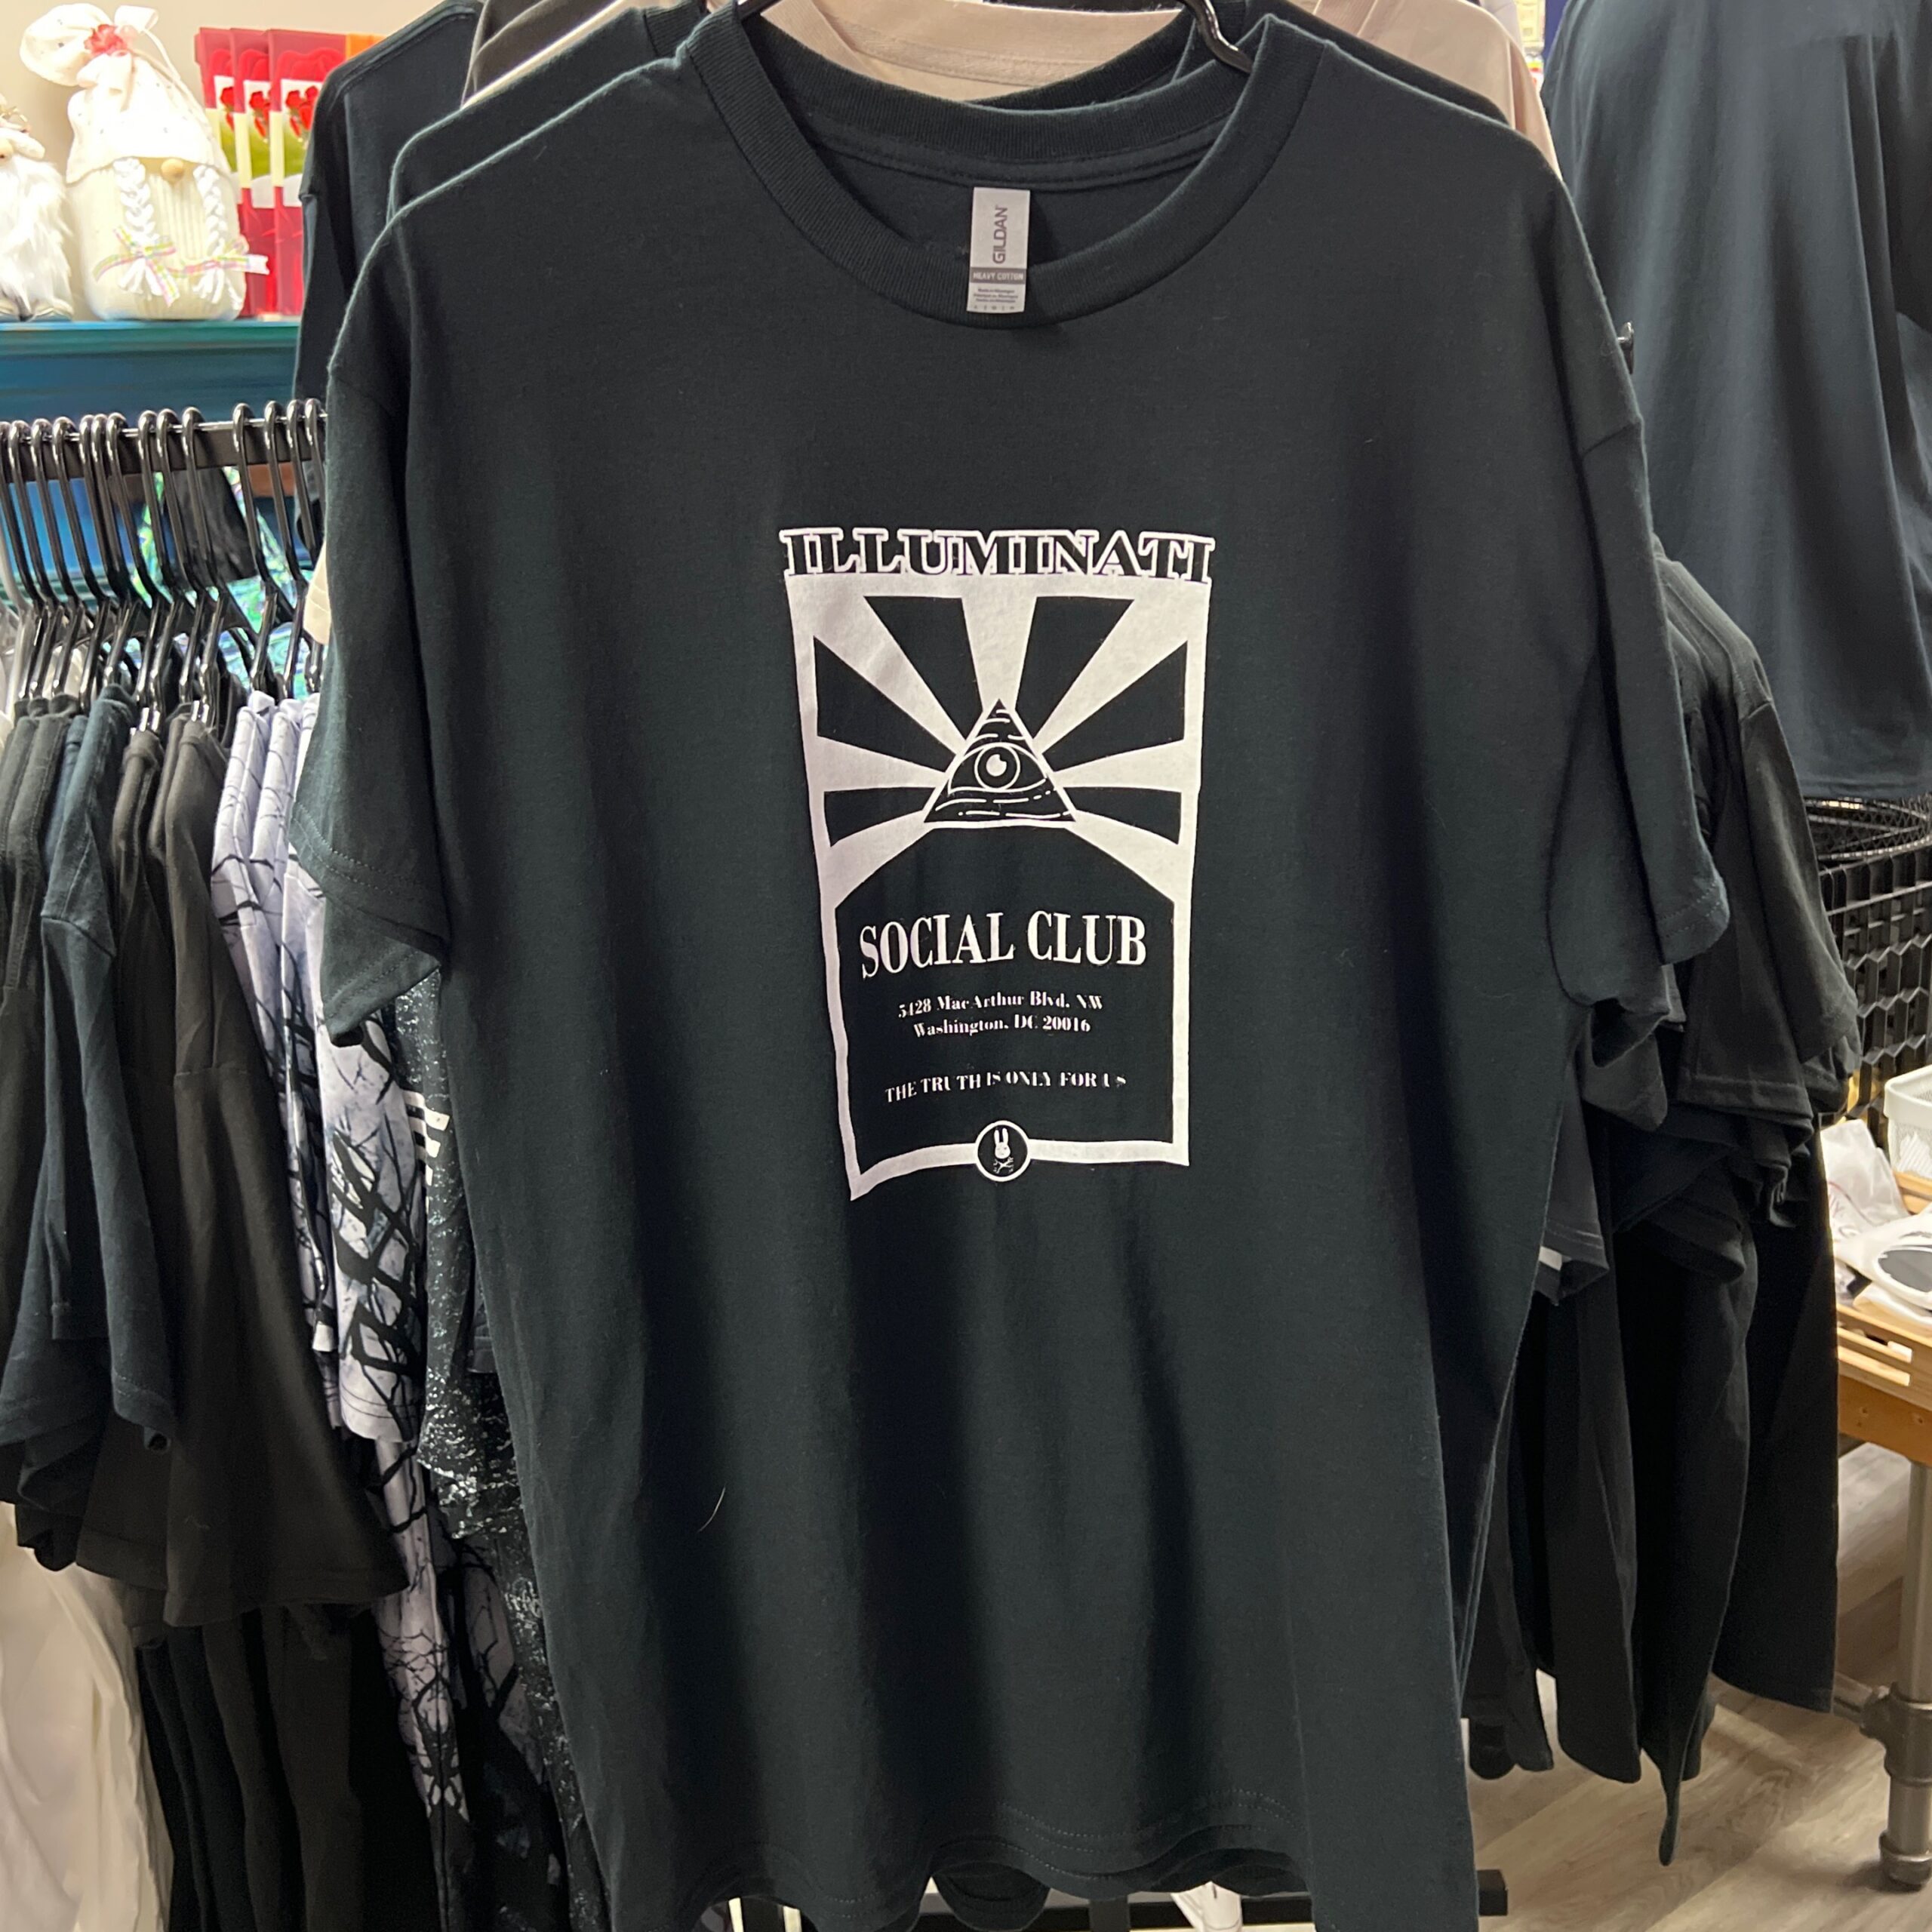 GILDAN
HEAVY COTTON
ILLUMINATI
SOCIAL CLUB
5428 MacArthur Blvd. NW
Washington, DC 20016
THE TRUTH IS ONLY FOR US